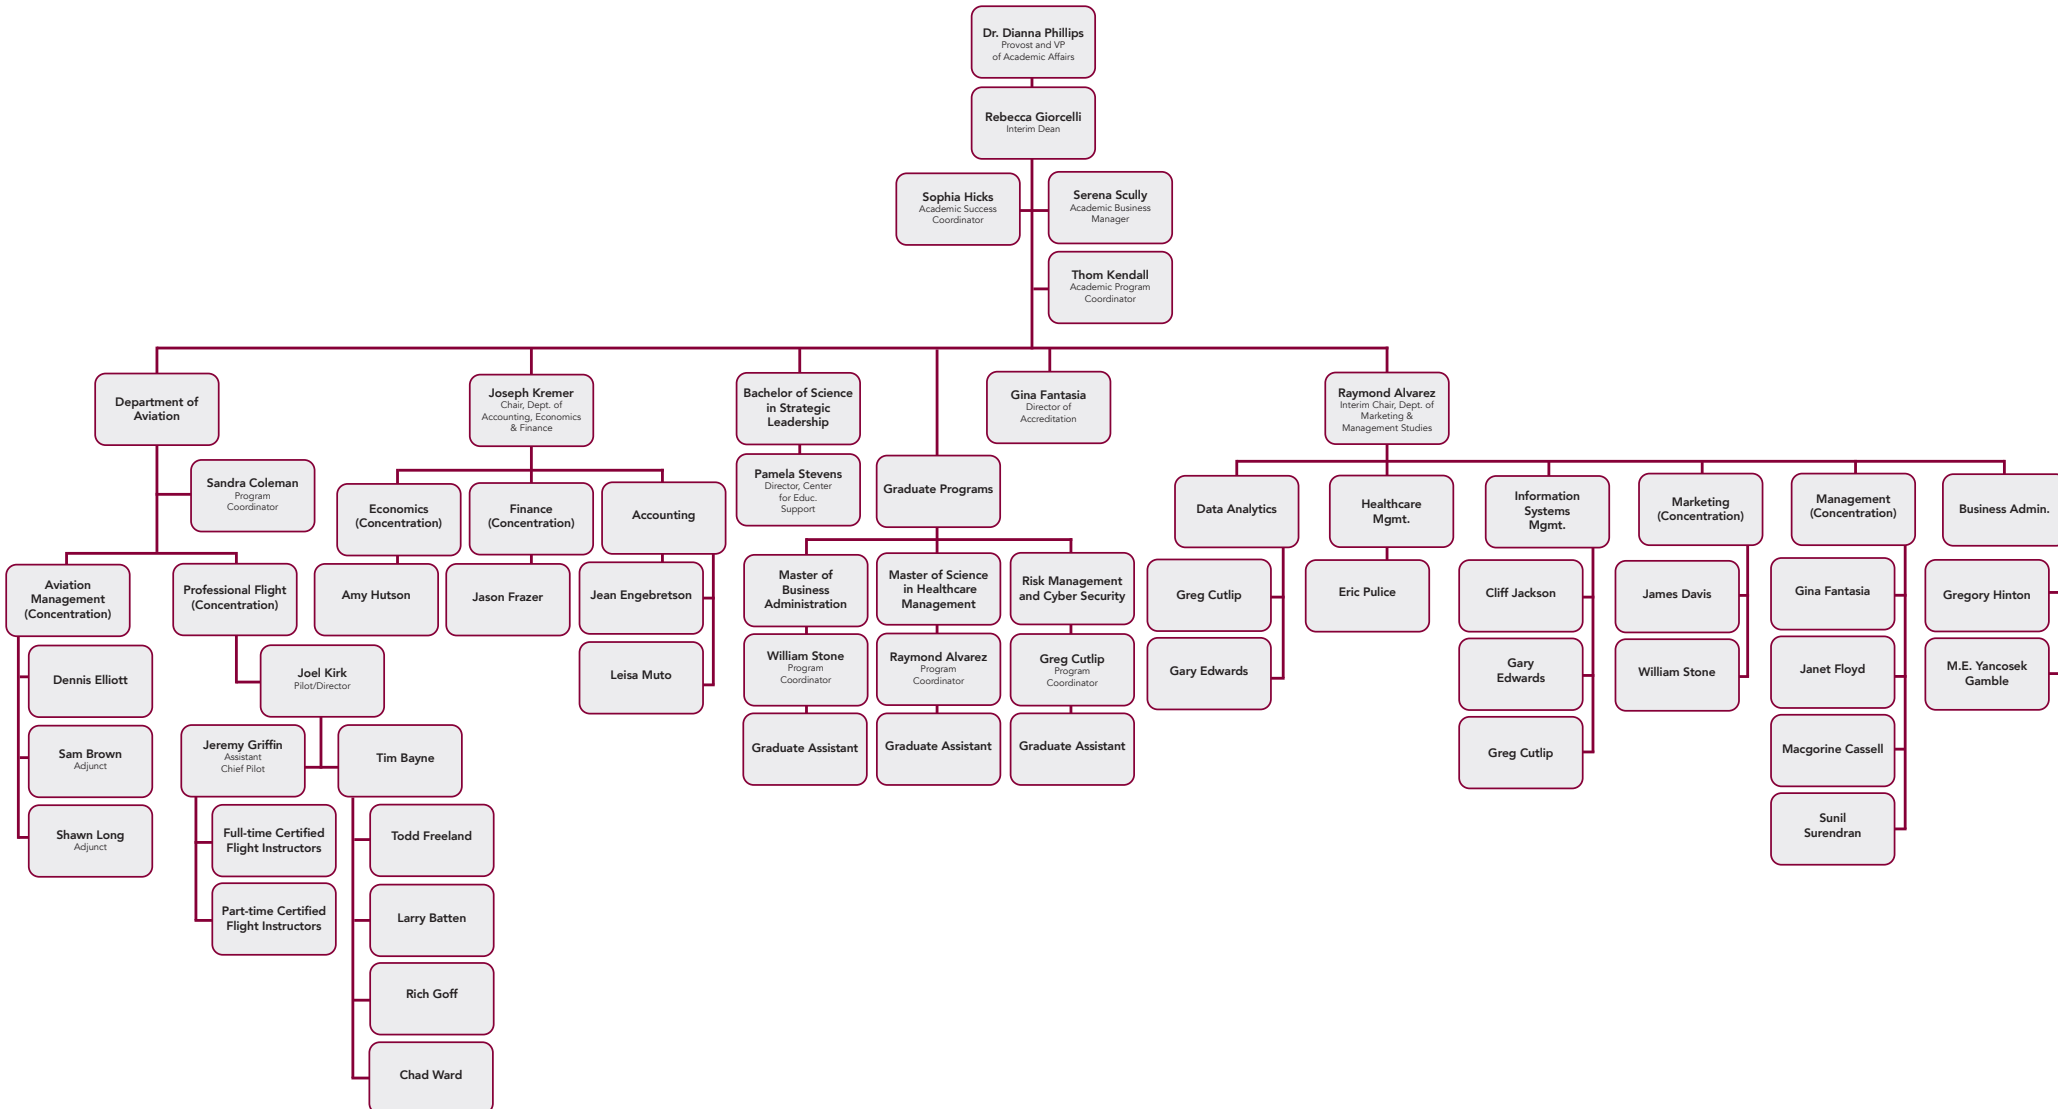 Dr. Dianna Phillips
Provost and VP
of Academic Affairs
Rebecca Giorcelli
Interim Dean
Sophia Hicks
Academic Success
Coordinator
Serena Scully
Academic Business
Manager
Thom Kendall
Academic Program
Coordinator
Department of
Aviation
Sandra Coleman
Program
Coordinator
Aviation
Management
(Concentration)
Dennis Elliott
Sam Brown
Adjunct
Shawn Long
Adjunct
Professional Flight
(Concentration)
Joel Kirk
Pilot/Director
Jeremy Griffin
Assistant
Chief Pilot
Full-time Certified
Flight Instructors
Part-time Certified
Flight Instructors
Tim Bayne
Todd Freeland
Larry Batten
Rich Goff
Chad Ward
Joseph Kremer
Chair, Dept. of
Accounting, Economics
& Finance
Economics
(Concentration)
Amy Hutson
Finance
(Concentration)
Jason Frazer
Accounting
Jean Engebretson
Leisa Muto
Bachelor of Science
in Strategic
Leadership
Pamela Stevens
Director, Center
for Educ.
Support
Graduate Programs
Master of
Business
Administration
William Stone
Program
Coordinator
Graduate Assistant
Master of Science
in Healthcare
Management
Raymond Alvarez
Program
Coordinator
Graduate Assistant
Risk Management
and Cyber Security
Greg Cutlip
Program
Coordinator
Graduate Assistant
Gina Fantasia
Director of
Accreditation
Raymond Alvarez
Interim Chair, Dept. of
Marketing &
Management Studies
Data Analytics
Greg Cutlip
Gary Edwards
Healthcare
Mgmt.
Eric Pulice
Information
Systems
Mgmt.
Cliff Jackson
Gary
Edwards
Greg Cutlip
Marketing
(Concentration)
James Davis
William Stone
Management
(Concentration)
Gina Fantasia
Janet Floyd
Macgorine Cassell
Sunil
Surendran
Business Admin.
Gregory Hinton
M.E. Yancosek
Gamble